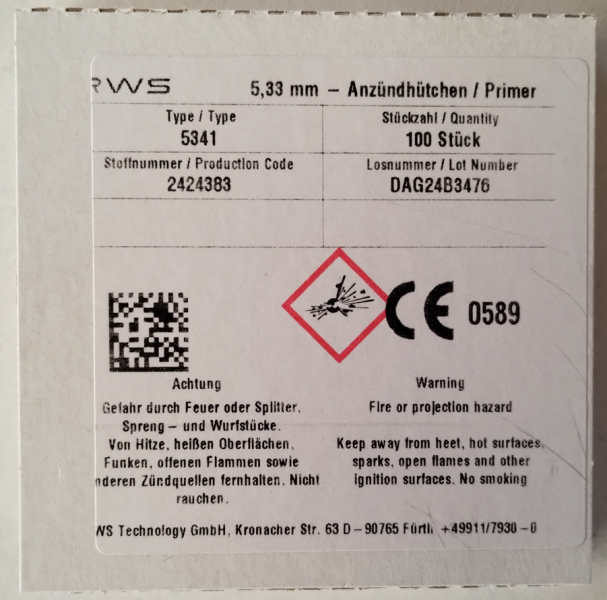 RWS
5,33 mm – Anzündhütchen / Primer
Type / Type
5341
Stückzahl / Quantity
100 Stück
Stoffnummer / Production Code
2424383
Losnummer / Lot Number
DAG24B3476
CE 0589
Achtung
Gefahr durch Feuer oder Splitter,
Spreng – und Wurfstücke.
Von Hitze, heißen Oberflächen,
Funken, offenen Flammen sowie
nderen Zündquellen fernhalten. Nicht
rauchen.
Warning
Fire or projection hazard
Keep away from heet, hot surfaces,
sparks, open flames and other
ignition surfaces. No smoking
WS Technology GmbH, Kronacher Str. 63 D – 90765 Fürth, +49911/7930 – 0